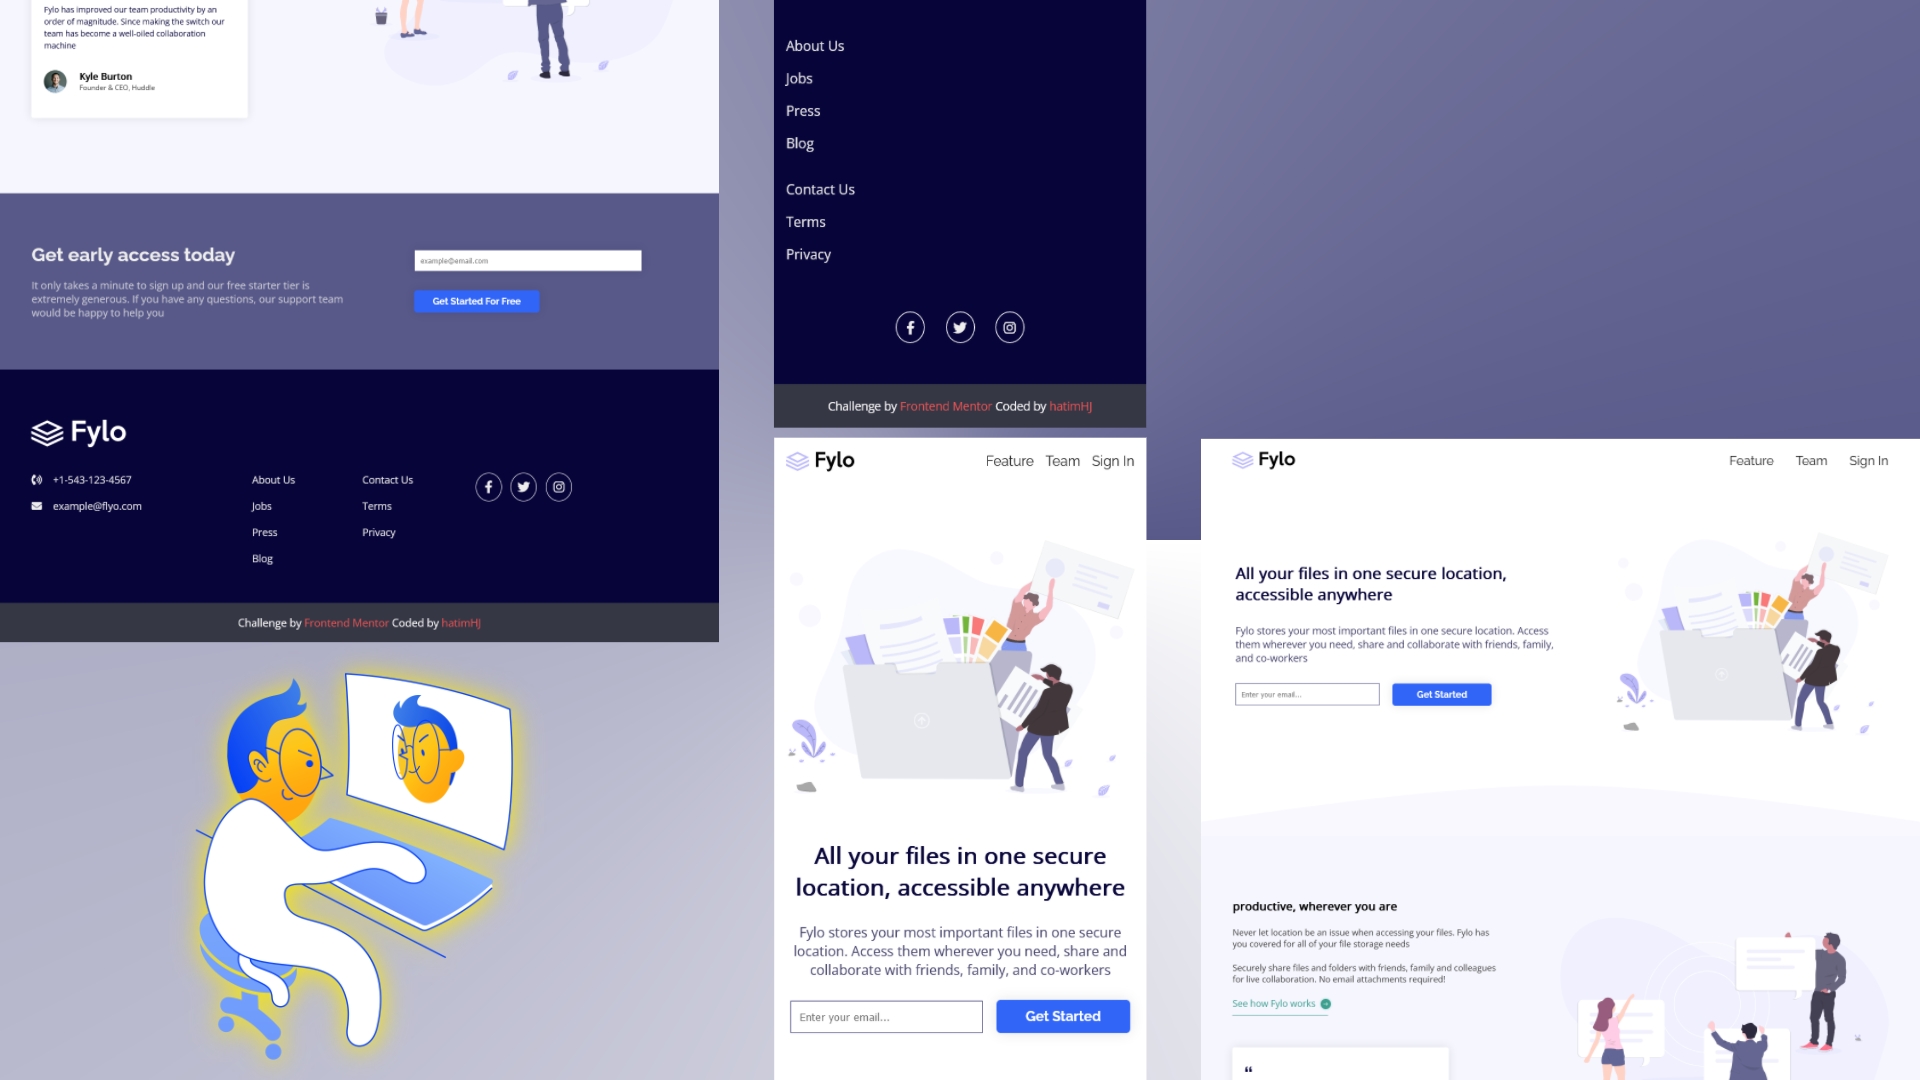 Fylo has improved our team productivity by an
order of magnitude. Since making the switch our
team has become a well-oiled collaboration
machine
Kyle Burton
Founder & CEO, Huddle
Get early access today
It only takes a minute to sign up and our free starter tier is
extremely generous. If you have any questions, our support team
would be happy to help you
example@email.com
Get Started For Free
Fylo
+1-543-123-4567
example@flyo.com
About Us
Jobs
Press
Blog
Contact Us
Terms
Privacy
Challenge by Frontend Mentor Coded by hatimHJ
About Us
Jobs
Press
Blog
Contact Us
Terms
Privacy
Challenge by Frontend Mentor Coded by hatimHJ
Fylo
Feature Team Sign In
All your files in one secure
location, accessible anywhere
Fylo stores your most important files in one secure
location. Access them wherever you need, share and
collaborate with friends, family, and co-workers
Enter your email...
Get Started
Fylo
Feature Team Sign In
All your files in one secure location,
accessible anywhere
Fylo stores your most important files in one secure location. Access
them wherever you need, share and collaborate with friends, family,
and co-workers
Enter your email...
Get Started
productive, wherever you are
Never let location be an issue when accessing your files. Fylo has
you covered for all of your file storage needs
Securely share files and folders with friends, family and colleagues
for live collaboration. No email attachments required!
See how Fylo works
“